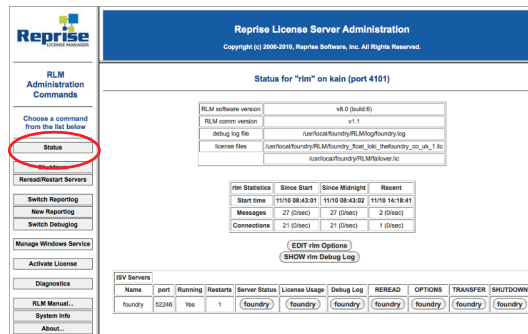 Reprise
LICENSE MANAGER
RLM
Administration
Commands
Choose a command
from the list below
Status
Shutdown
Reread/Restart Servers
Switch Reportlog
New Reportlog
Switch Debuglog
Manage Windows Service
Activate License
Diagnostics
RLM Manual...
System Info
About...
Reprise License Server Administration
Copyright (c) 2006-2010, Reprise Software, Inc. All Rights Reserved.
Status for "rlm" on kain (port 4101)
RLM software version v8.0 (build:6)
RLM comm version v1.1
debug log file /usr/local/foundry/RLM/log/foundry.log
license files /usr/local/foundry/RLM/foundry_float_loki_thefoundry_co_uk_1.lic
/usr/local/foundry/RLM/failover.lic
rlm Statistics Since Start Since Midnight Recent
Start time 11/10 08:43:01 11/10 08:43:02 11/10 14:18:41
Messages 27 (0/sec) 27 (0/sec) 2 (0/sec)
Connections 21 (0/sec) 21 (0/sec) 1 (0/sec)
EDIT rlm Options
SHOW rlm Debug Log
ISV Servers
Name port Running Restarts Server Status License Usage Debug Log REREAD OPTIONS TRANSFER SHUTDOWN
foundry 52246 Yes 1 foundry foundry foundry foundry foundry foundry foundry